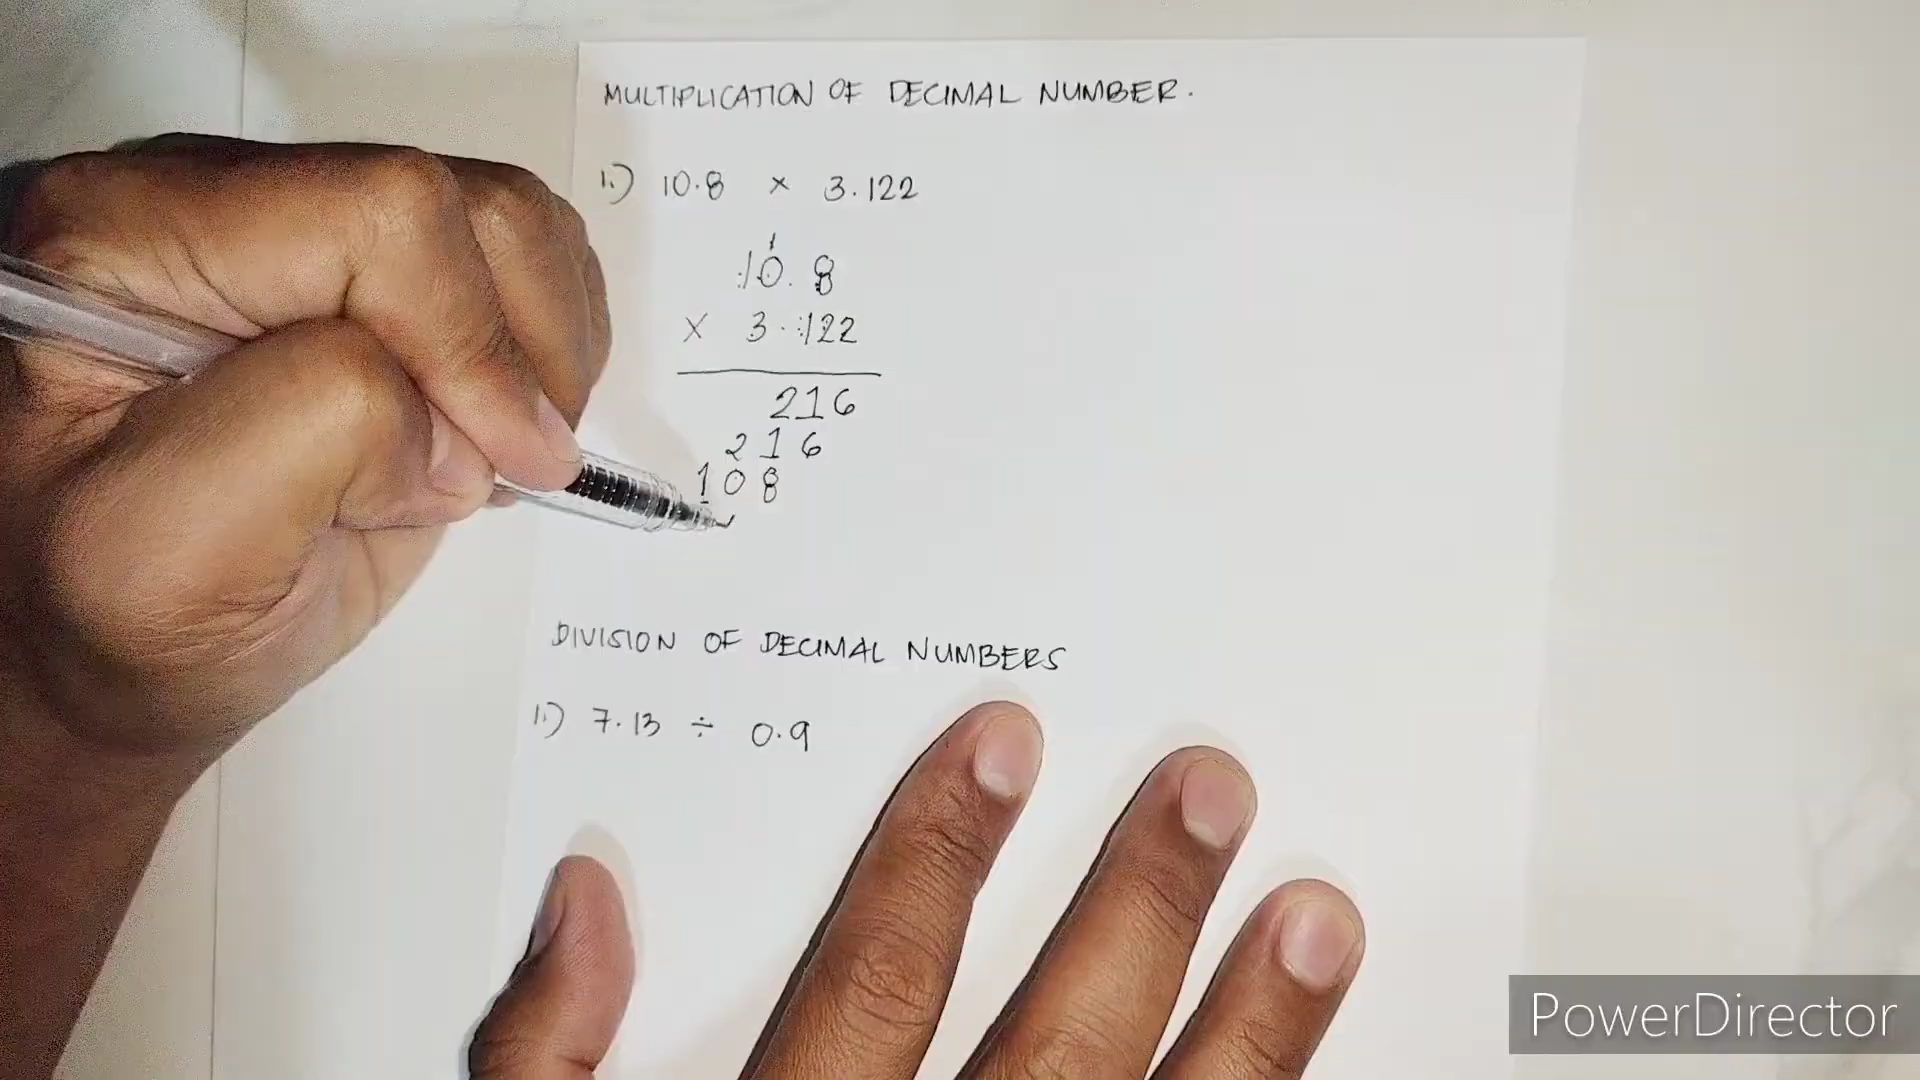 MULTIPLICATION OF DECIMAL NUMBER.
1.) 10.8 × 3.122
1
10.8
× 3.122
216
216
108
DIVISION OF DECIMAL NUMBERS
1.) 7.13 ÷ 0.9
PowerDirector